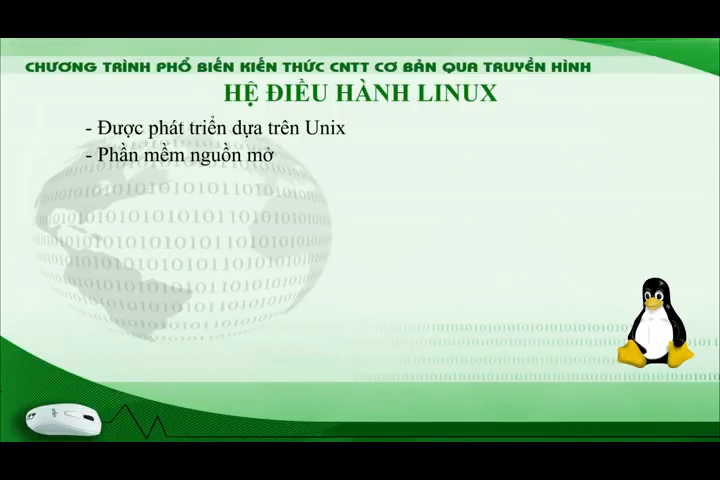 CHƯƠNG TRÌNH PHỔ BIẾN KIẾN THỨC CNTT CƠ BẢN QUA TRUYỀN HÌNH
HỆ ĐIỀU HÀNH LINUX
- Được phát triển dựa trên Unix
- Phần mềm nguồn mở